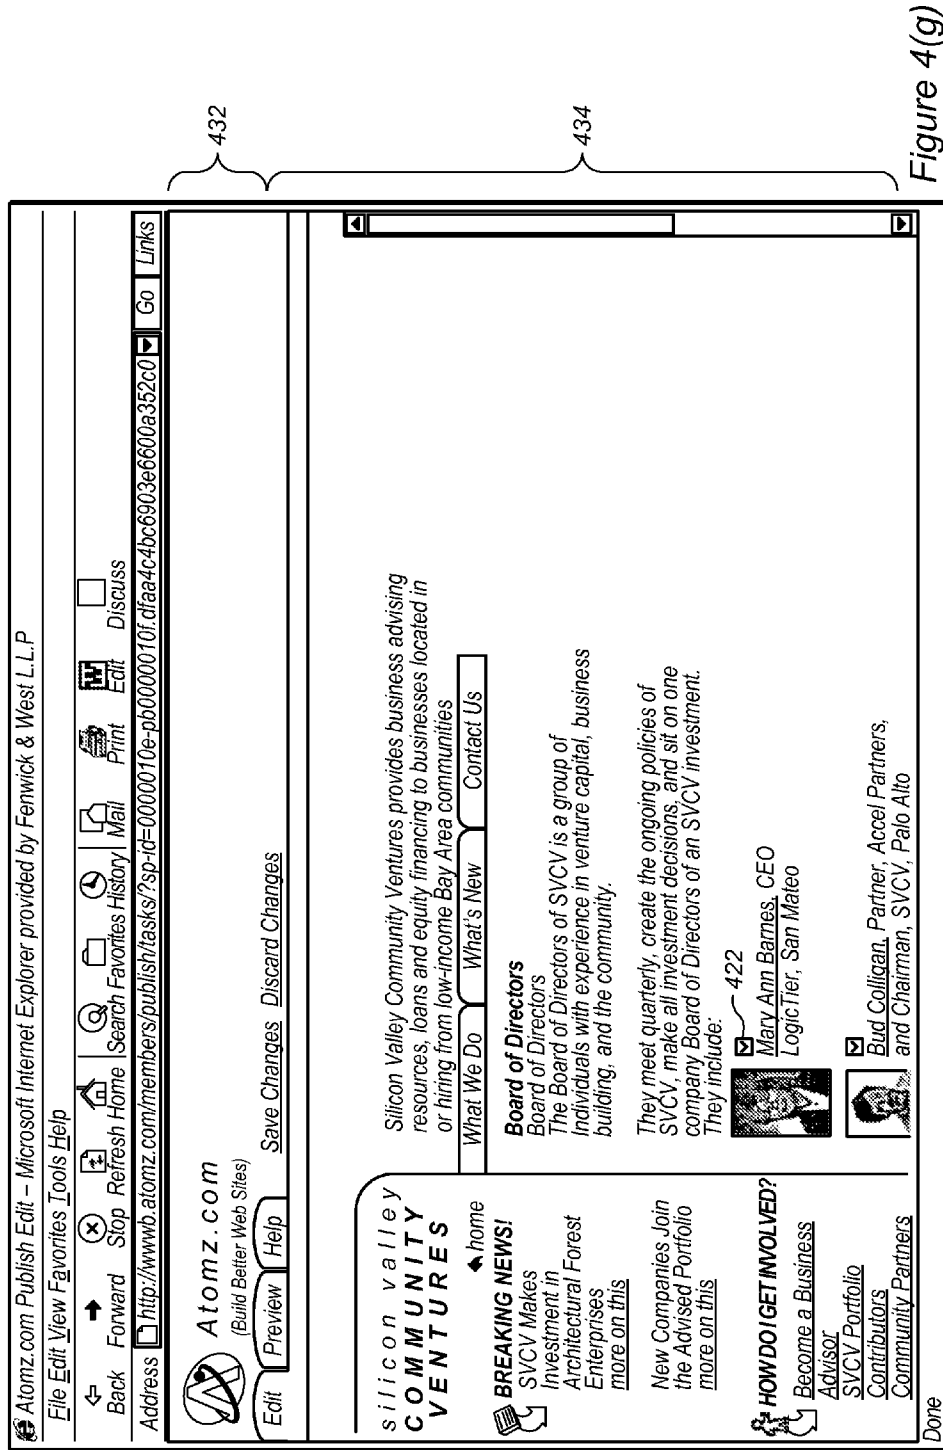 Atomz.com Publish Edit – Microsoft Internet Explorer provided by Fenwick & West L.L.P
File Edit View Favorites Tools Help
Back Forward Stop Refresh Home Search Favorites History Mail Print Edit Discuss
Address http://wwwb.atomz.com/members/publish/tasks/?sp-id=0000010e-pb0000010f.dfaa4c4bc6903e6600a352c0 Go Links
Atomz.com
(Build Better Web Sites)
Edit Preview Help Save Changes Discard Changes
432
434
silicon valley
COMMUNITY
VENTURES
home
BREAKING NEWS!
SVCV Makes
Investment in
Architectural Forest
Enterprises
more on this
New Companies Join
the Advised Portfolio
more on this
HOW DO I GET INVOLVED?
Become a Business
Advisor
SVCV Portfolio
Contributors
Community Partners
Silicon Valley Community Ventures provides business advising
resources, loans and equity financing to businesses located in
or hiring from low-income Bay Area communities
What We Do What's New Contact Us
Board of Directors
Board of Directors
The Board of Directors of SVCV is a group of
Individuals with experience in venture capital, business
building, and the community.
They meet quarterly, create the ongoing policies of
SVCV, make all investment decisions, and sit on one
company Board of Directors of an SVCV investment.
They include:
422
Mary Ann Barnes, CEO
LogicTier, San Mateo
Bud Colligan, Partner, Accel Partners,
and Chairman, SVCV, Palo Alto
Done
Figure 4(g)